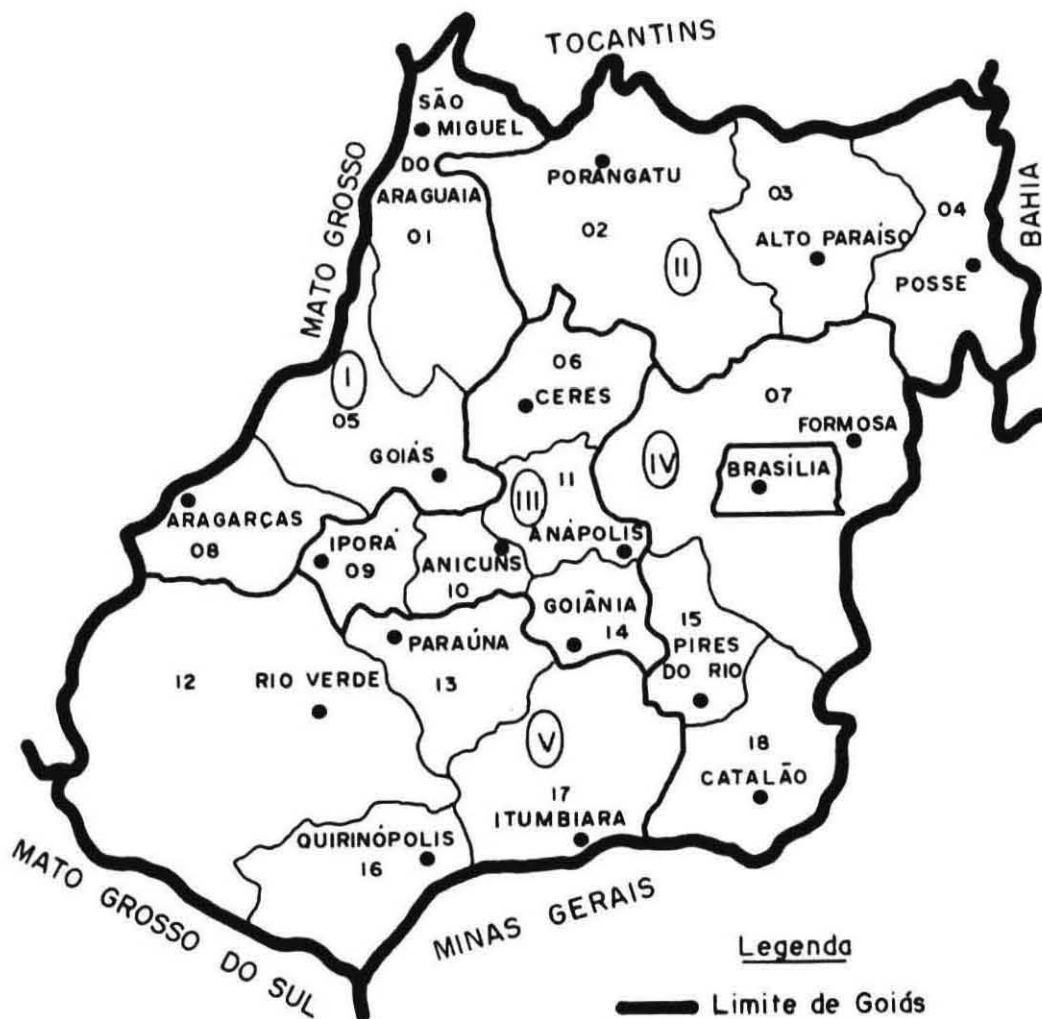 TOCANTINS
SÃO
MIGUEL
DO
ARAGUAIA
01
MATO GROSSO
PORANGATU
02
II
03
ALTO PARAÍSO
04
POSSE
BAHIA
I
05
GOIÁS
06
CERES
07
FORMOSA
IV
BRASÍLIA
11
III
ANÁPOLIS
ARAGARÇAS
08
IPORÁ
09
ANICUNS
10
GOIÂNIA
14
15
PIRES
DO RIO
PARAÚNA
13
12
RIO VERDE
V
17
ITUMBIARA
18
CATALÃO
QUIRINÓPOLIS
16
MATO GROSSO DO SUL
MINAS GERAIS
Legenda
Limite de Goiás